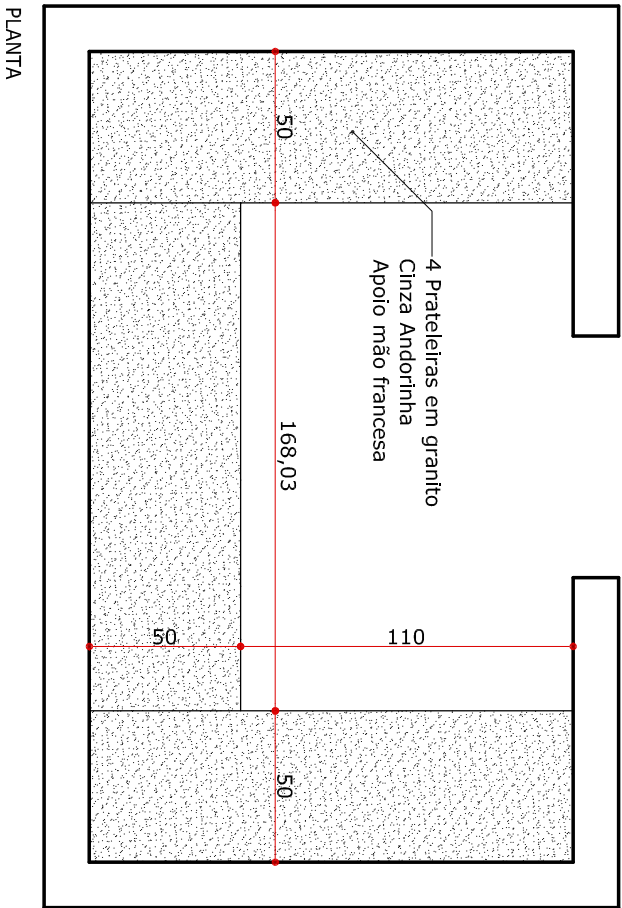 PLANTA
50
4 Prateleiras em granito
Cinza Andorinha
Apoio mão francesa
168,03
50
110
50